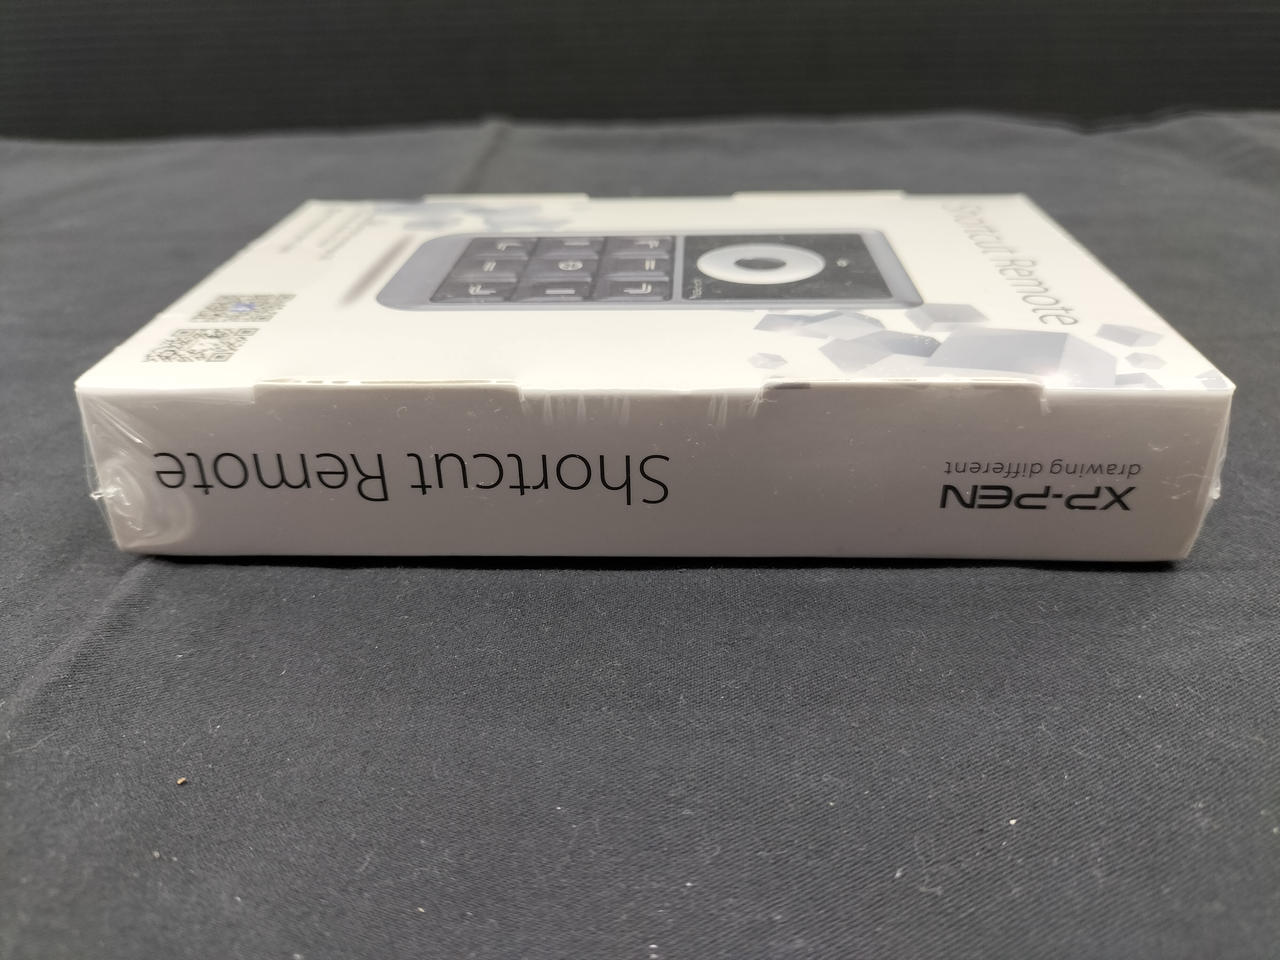 Shortcut Remote
Shortcut Remote
XP-PEN
drawing different